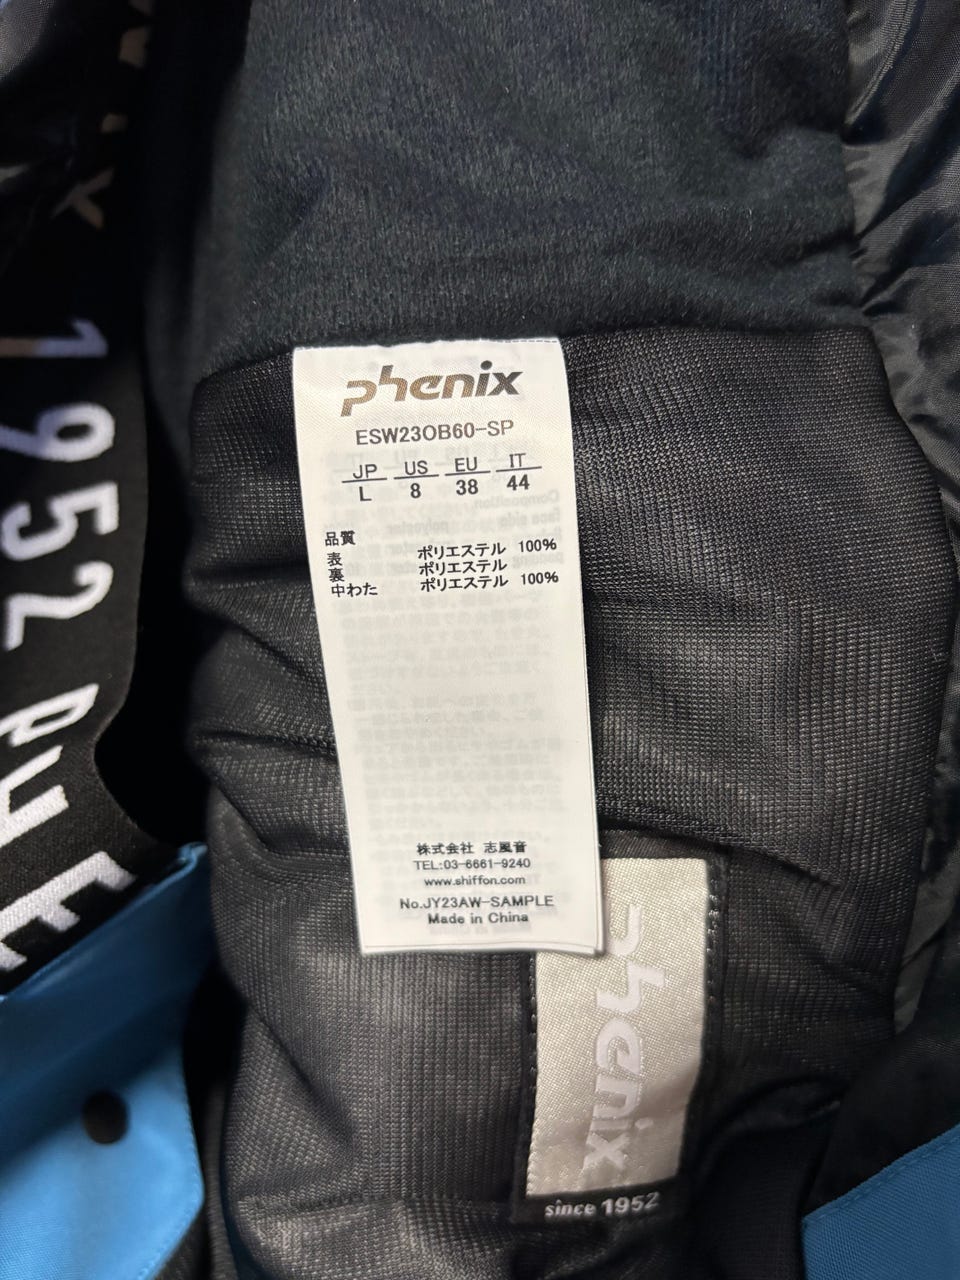 phenix
ESW23OB60-SP
JP US EU IT
L 8 38 44
品質
表 ポリエステル 100%
裏 ポリエステル
中わた ポリエステル 100%
株式会社 志風音
TEL:03-6661-9240
www.shiffon.com
No.JY23AW-SAMPLE
Made in China
phenix
since 1952
1952 PHE